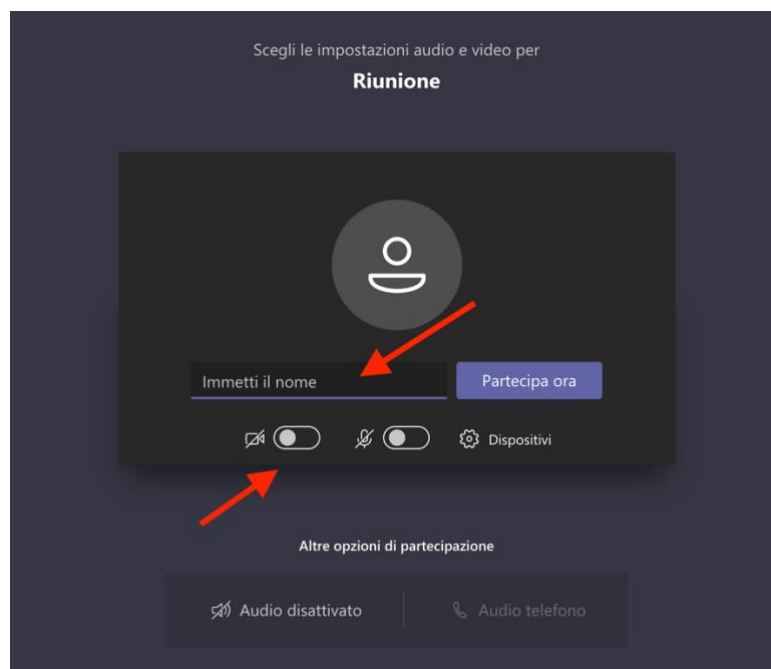 Scegli le impostazioni audio e video per
Riunione
Immetti il nome
Partecipa ora
Dispositivi
Altre opzioni di partecipazione
Audio disattivato
Audio telefono